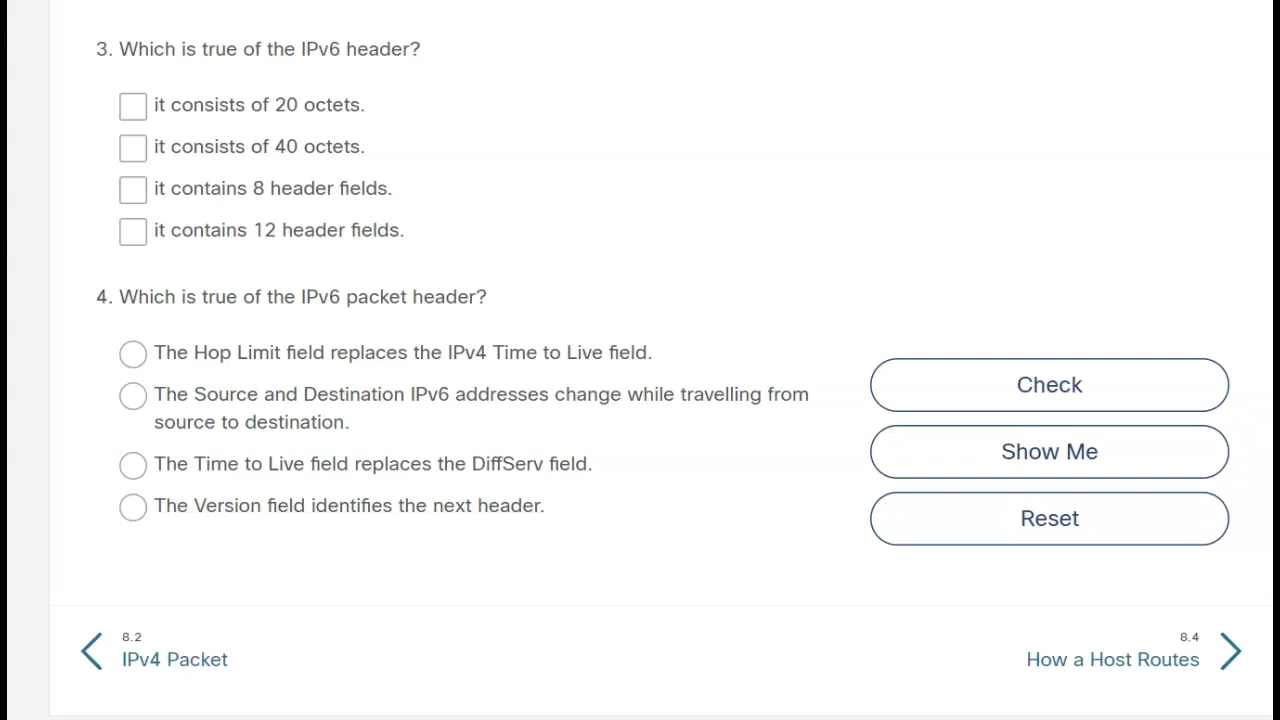 3. Which is true of the IPv6 header?
it consists of 20 octets.
it consists of 40 octets.
it contains 8 header fields.
it contains 12 header fields.
4. Which is true of the IPv6 packet header?
The Hop Limit field replaces the IPv4 Time to Live field.
The Source and Destination IPv6 addresses change while travelling from
source to destination.
The Time to Live field replaces the DiffServ field.
The Version field identifies the next header.
Check
Show Me
Reset
8.2
IPv4 Packet
8.4
How a Host Routes